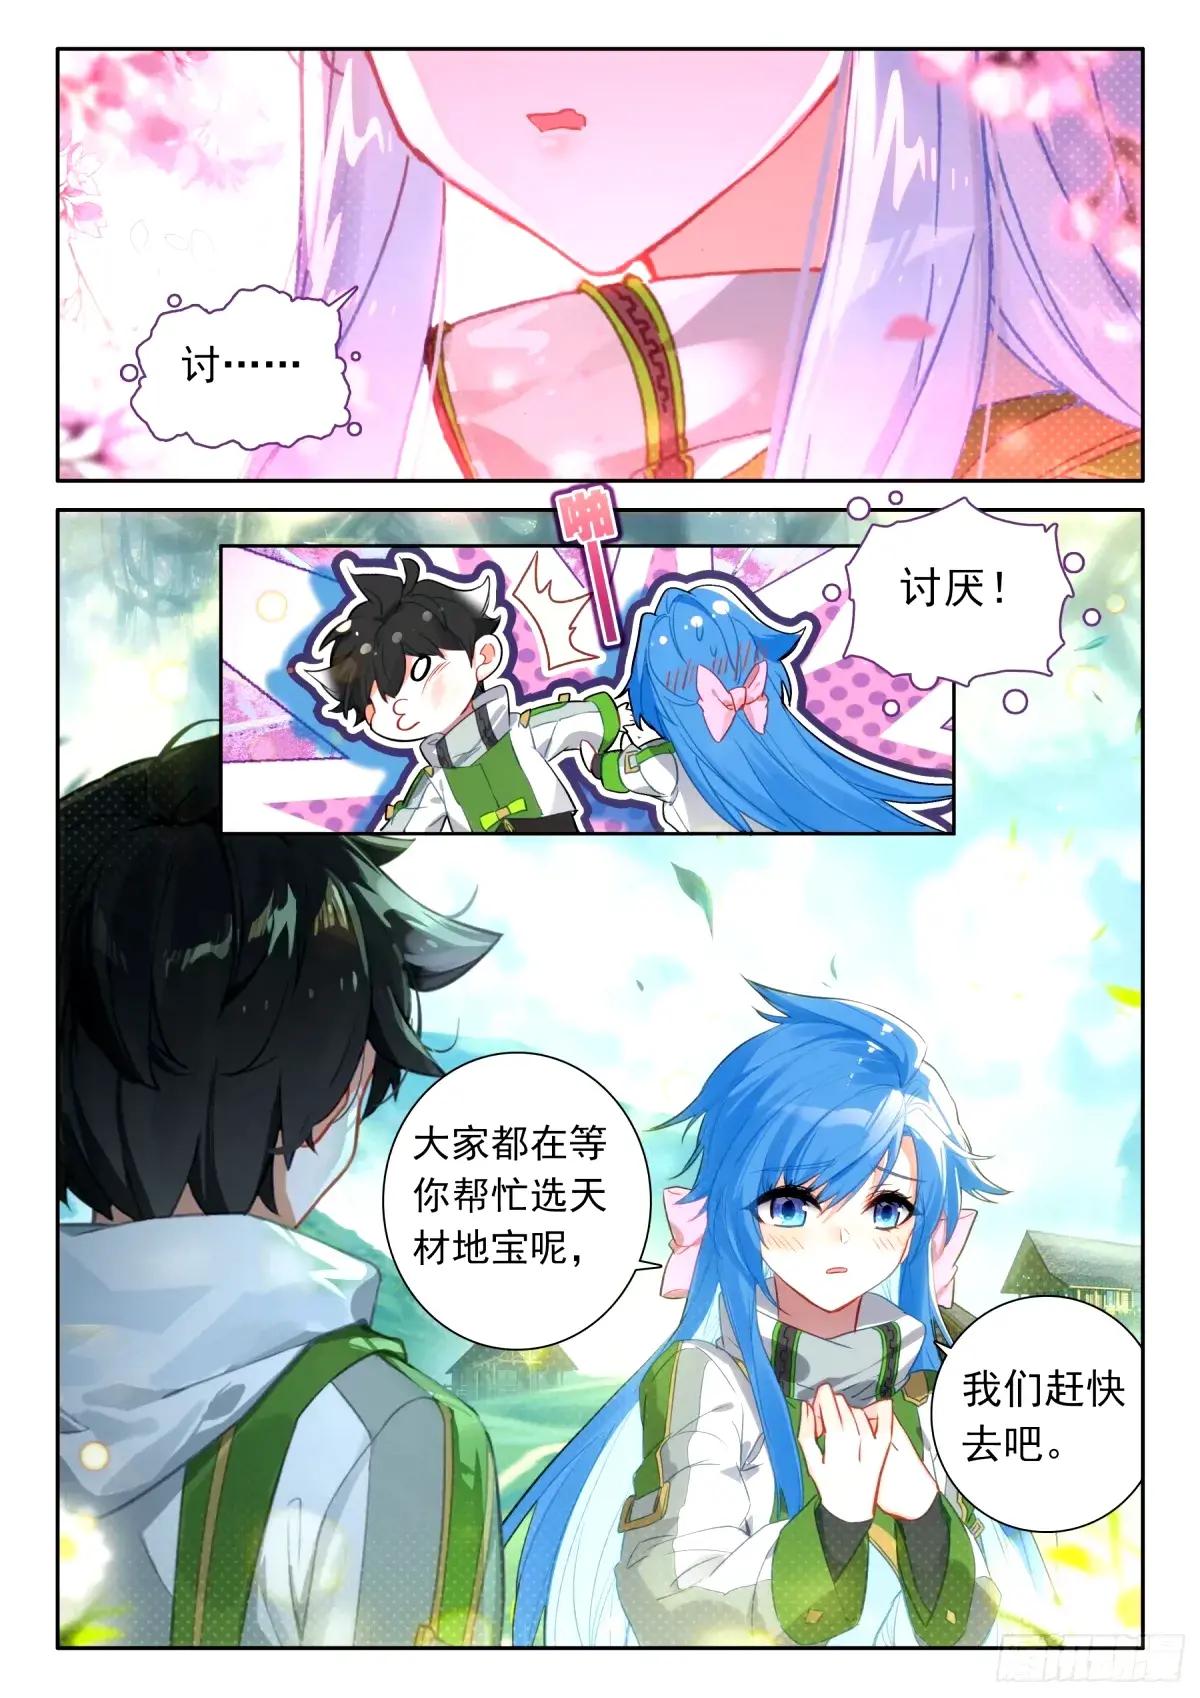 讨……
啪—
讨厌！
大家都在等
你帮忙选天
材地宝呢，
我们赶快
去吧。